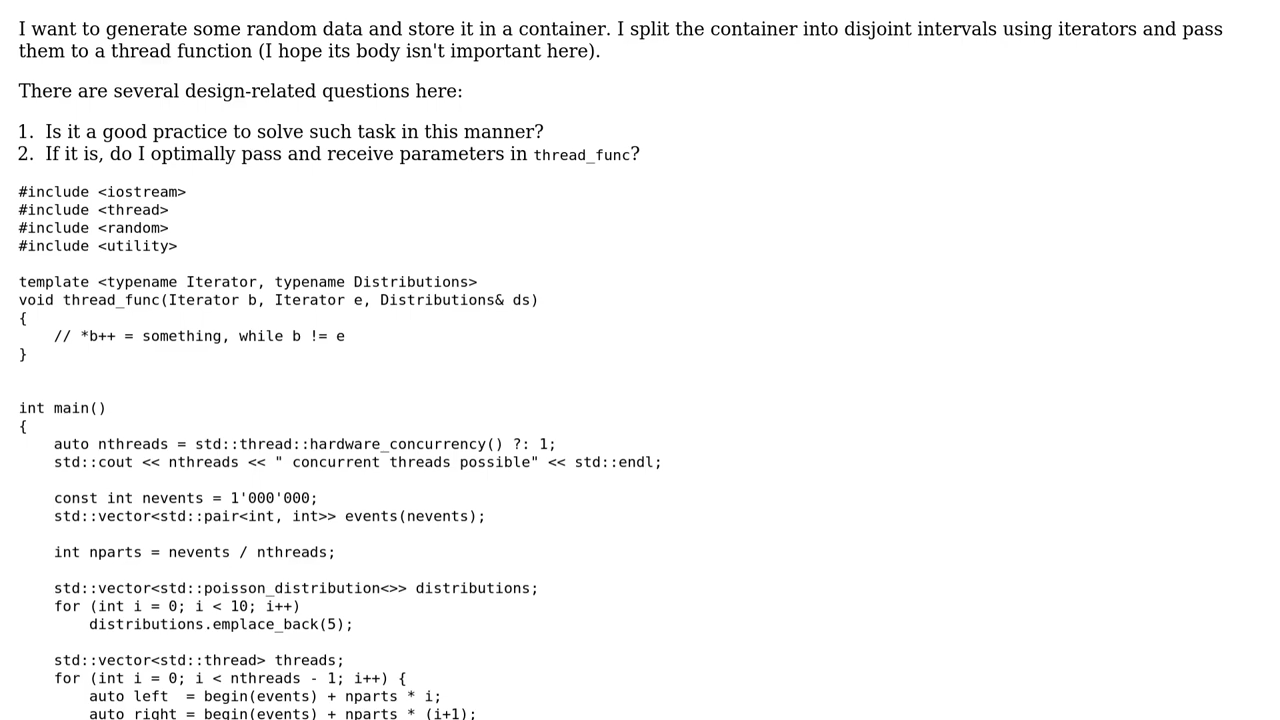 I want to generate some random data and store it in a container. I split the container into disjoint intervals using iterators and pass
them to a thread function (I hope its body isn't important here).
There are several design-related questions here:
1. Is it a good practice to solve such task in this manner?
2. If it is, do I optimally pass and receive parameters in thread_func?
#include <iostream>
#include <thread>
#include <random>
#include <utility>
template <typename Iterator, typename Distributions>
void thread_func(Iterator b, Iterator e, Distributions& ds)
{
    // *b++ = something, while b != e
}
int main()
{
    auto nthreads = std::thread::hardware_concurrency() ?: 1;
    std::cout << nthreads << " concurrent threads possible" << std::endl;
    const int nevents = 1'000'000;
    std::vector<std::pair<int, int>> events(nevents);
    int nparts = nevents / nthreads;
    std::vector<std::poisson_distribution<>> distributions;
    for (int i = 0; i < 10; i++)
        distributions.emplace_back(5);
    std::vector<std::thread> threads;
    for (int i = 0; i < nthreads - 1; i++) {
        auto left  = begin(events) + nparts * i;
        auto right = begin(events) + nparts * (i+1);